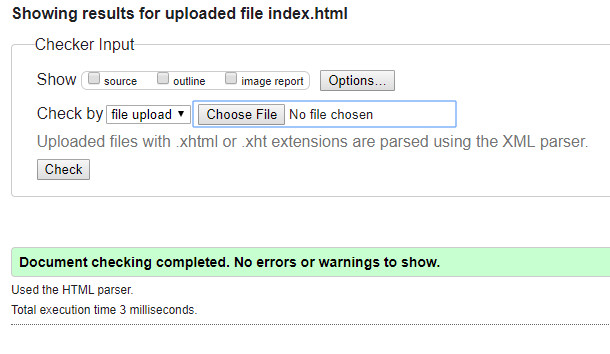 Showing results for uploaded file index.html
Checker Input
Show source outline image report Options...
Check by file upload Choose File No file chosen
Uploaded files with .xhtml or .xht extensions are parsed using the XML parser.
Check
Document checking completed. No errors or warnings to show.
Used the HTML parser.
Total execution time 3 milliseconds.